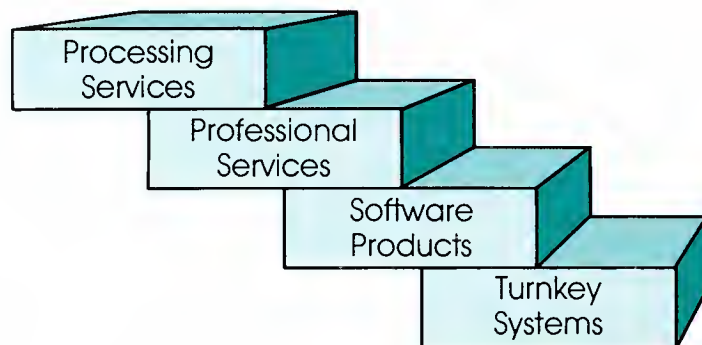 Processing
Services
Professional
Services
Software
Products
Turnkey
Systems